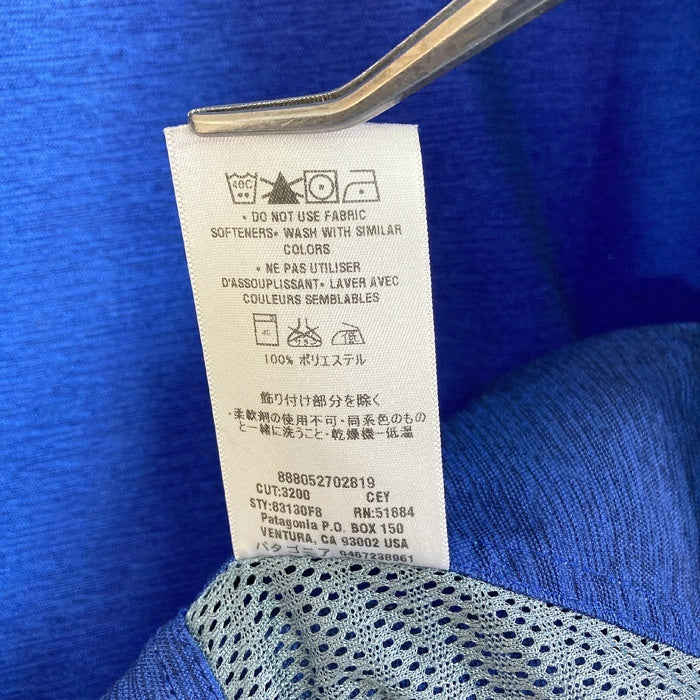 40C
• DO NOT USE FABRIC
SOFTENERS• WASH WITH SIMILAR
COLORS
• NE PAS UTILISER
D'ASSOUPLISSANT• LAVER AVEC
COULEURS SEMBLABLES
40 低
100% ポリエステル
飾り付け部分を除く
・柔軟剤の使用不可・同系色のもの
と一緒に洗うこと・乾燥機ー低温
888052702819
CUT:3200 CEY
STY:83130F8 RN:51884
Patagonia P.O. BOX 150
VENTURA, CA 93002 USA
パタゴニア 0467238961